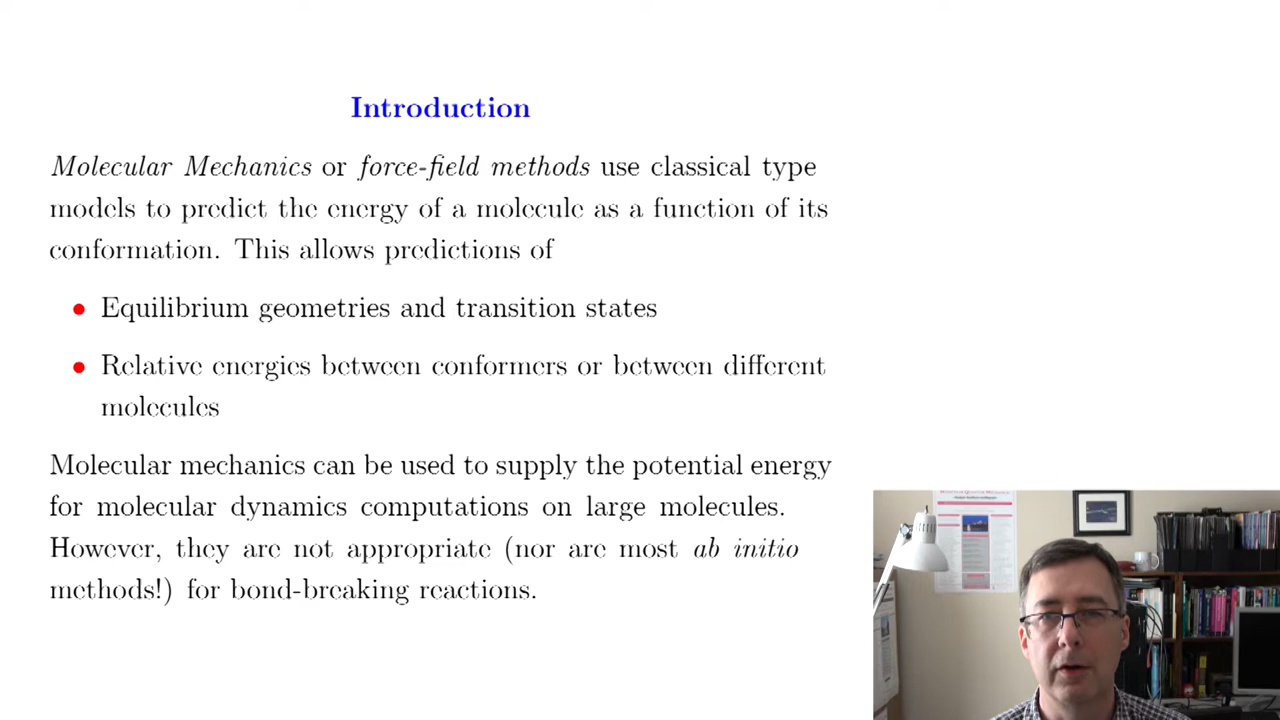 Introduction
Molecular Mechanics or force-field methods use classical type
models to predict the energy of a molecule as a function of its
conformation. This allows predictions of
• Equilibrium geometries and transition states
• Relative energies between conformers or between different
molecules
Molecular mechanics can be used to supply the potential energy
for molecular dynamics computations on large molecules.
However, they are not appropriate (nor are most ab initio
methods!) for bond-breaking reactions.